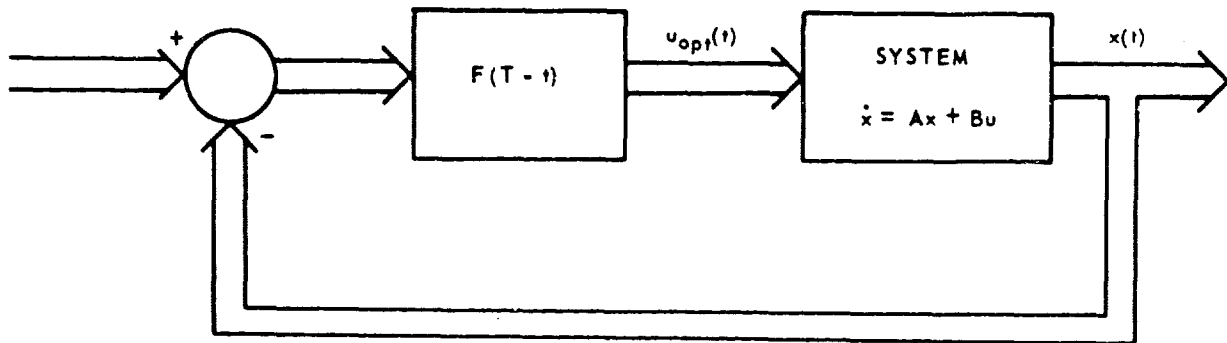 +
-
F(T - t)
u_opt(t)
SYSTEM
ẋ = Ax + Bu
x(t)